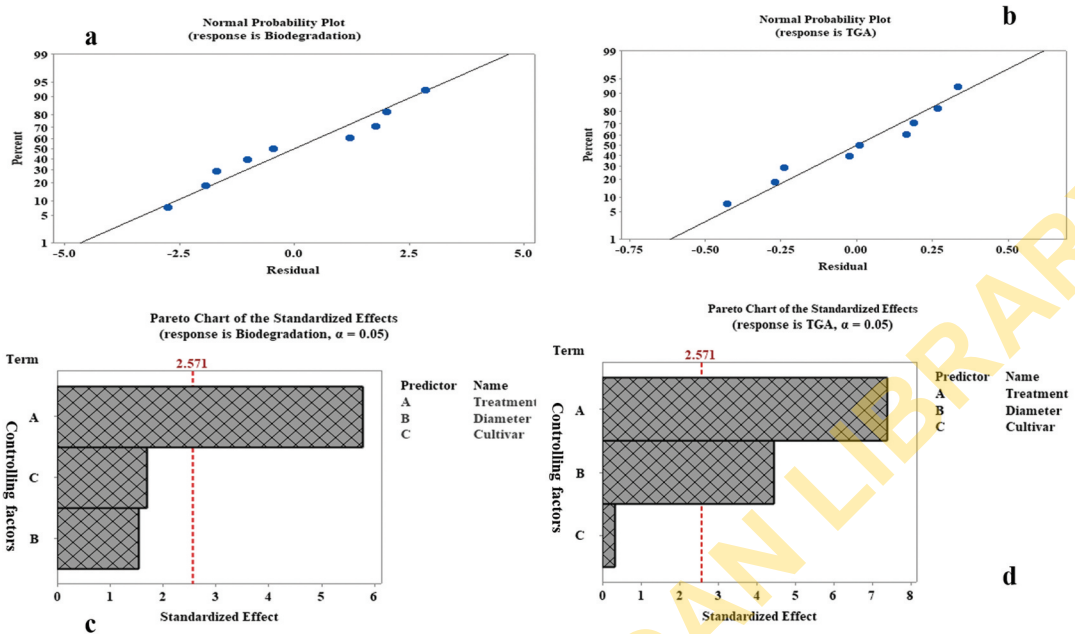 a
Normal Probability Plot
(response is Biodegradation)
99
95
90
80
70
60
50
40
30
20
10
5
1
Percent
-5.0 -2.5 0.0 2.5 5.0
Residual
b
Normal Probability Plot
(response is TGA)
99
95
90
80
70
60
50
40
30
20
10
5
1
Percent
-0.75 -0.50 -0.25 0.00 0.25 0.50
Residual
Pareto Chart of the Standardized Effects
(response is Biodegradation, α = 0.05)
Term
2.571
A
C
B
Controlling factors
Predictor Name
A Treatment
B Diameter
C Cultivar
0 1 2 3 4 5 6
Standardized Effect
c
Pareto Chart of the Standardized Effects
(response is TGA, α = 0.05)
Term
2.571
A
B
C
Controlling factors
Predictor Name
A Treatment
B Diameter
C Cultivar
0 1 2 3 4 5 6 7 8
Standardized Effect
d